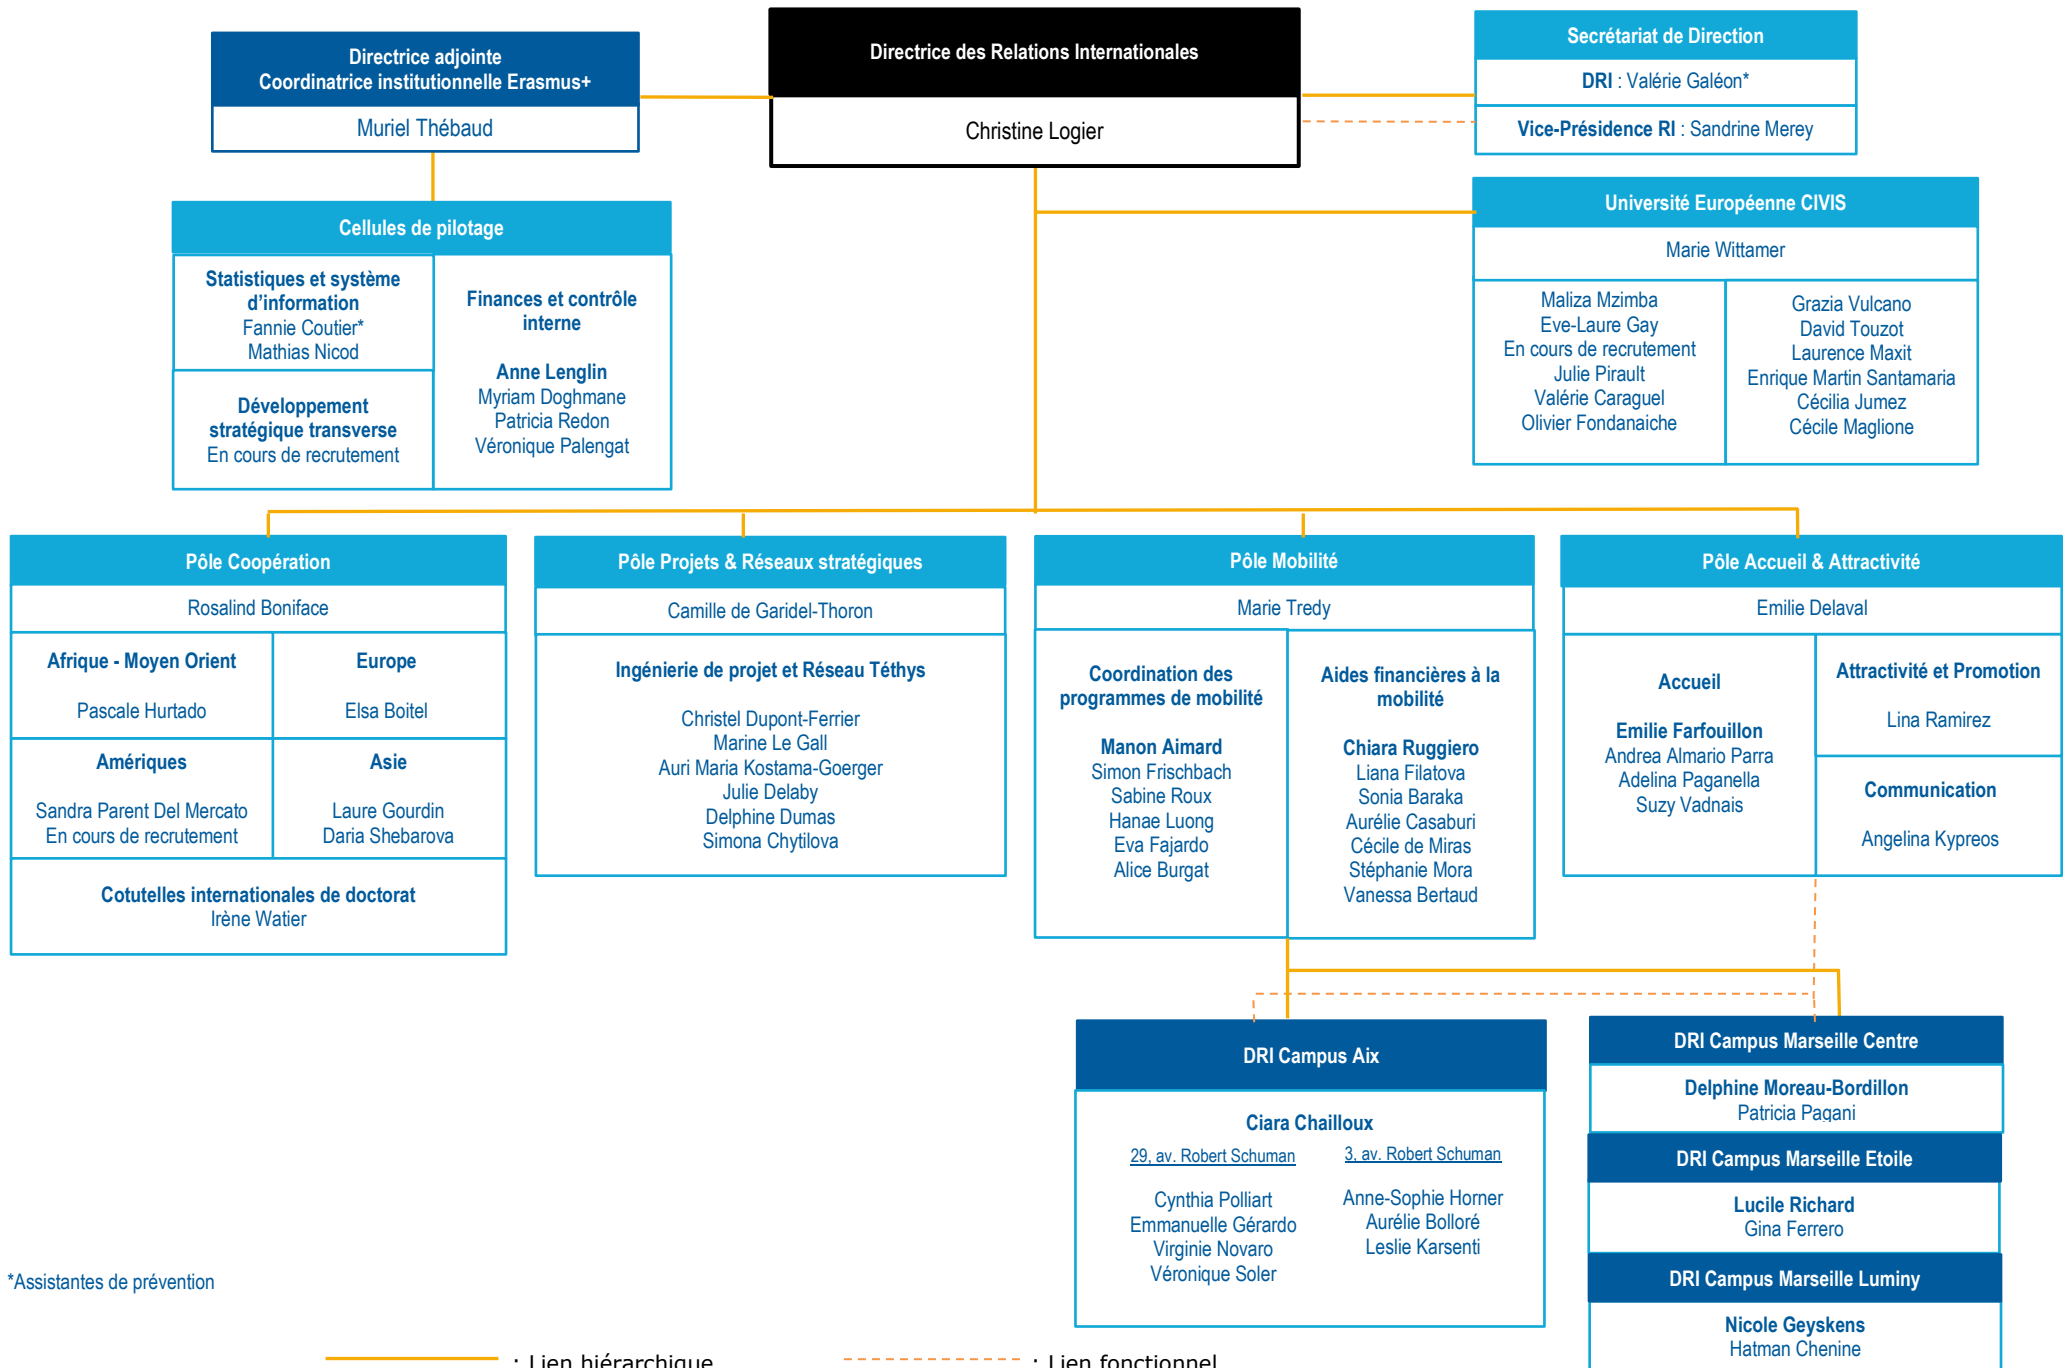 Directrice adjointe
Coordinatrice institutionnelle Erasmus+
Muriel Thébaud
Directrice des Relations Internationales
Christine Logier
Secrétariat de Direction
DRI : Valérie Galéon*
Vice-Présidence RI : Sandrine Merey
Cellules de pilotage
Statistiques et système
d'information
Fannie Coutier*
Mathias Nicod
Développement
stratégique transverse
En cours de recrutement
Finances et contrôle
interne
Anne Lenglin
Myriam Doghmane
Patricia Redon
Véronique Palengat
Université Européenne CIVIS
Marie Wittamer
Maliza Mzimba
Eve-Laure Gay
En cours de recrutement
Julie Pirault
Valérie Caraguel
Olivier Fondanaiche
Grazia Vulcano
David Touzot
Laurence Maxit
Enrique Martin Santamaria
Cécilia Jumez
Cécile Maglione
Pôle Coopération
Rosalind Boniface
Afrique - Moyen Orient
Pascale Hurtado
Europe
Elsa Boitel
Amériques
Sandra Parent Del Mercato
En cours de recrutement
Asie
Laure Gourdin
Daria Shebarova
Cotutelles internationales de doctorat
Irène Watier
Pôle Projets & Réseaux stratégiques
Camille de Garidel-Thoron
Ingénierie de projet et Réseau Téthys
Christel Dupont-Ferrier
Marine Le Gall
Auri Maria Kostama-Goerger
Julie Delaby
Delphine Dumas
Simona Chytilova
Pôle Mobilité
Marie Tredy
Coordination des
programmes de mobilité
Manon Aimard
Simon Frischbach
Sabine Roux
Hanae Luong
Eva Fajardo
Alice Burgat
Aides financières à la
mobilité
Chiara Ruggiero
Liana Filatova
Sonia Baraka
Aurélie Casaburi
Cécile de Miras
Stéphanie Mora
Vanessa Bertaud
Pôle Accueil & Attractivité
Emilie Delaval
Accueil
Emilie Farfouillon
Andrea Almario Parra
Adelina Paganella
Suzy Vadnais
Attractivité et Promotion
Lina Ramirez
Communication
Angelina Kypreos
DRI Campus Aix
Ciara Chailloux
29, av. Robert Schuman
Cynthia Polliart
Emmanuelle Gérardo
Virginie Novaro
Véronique Soler
3, av. Robert Schuman
Anne-Sophie Horner
Aurélie Bolloré
Leslie Karsenti
DRI Campus Marseille Centre
Delphine Moreau-Bordillon
Patricia Pagani
DRI Campus Marseille Etoile
Lucile Richard
Gina Ferrero
DRI Campus Marseille Luminy
Nicole Geyskens
Hatman Chenine
*Assistantes de prévention
: Lien hiérarchique
: Lien fonctionnel